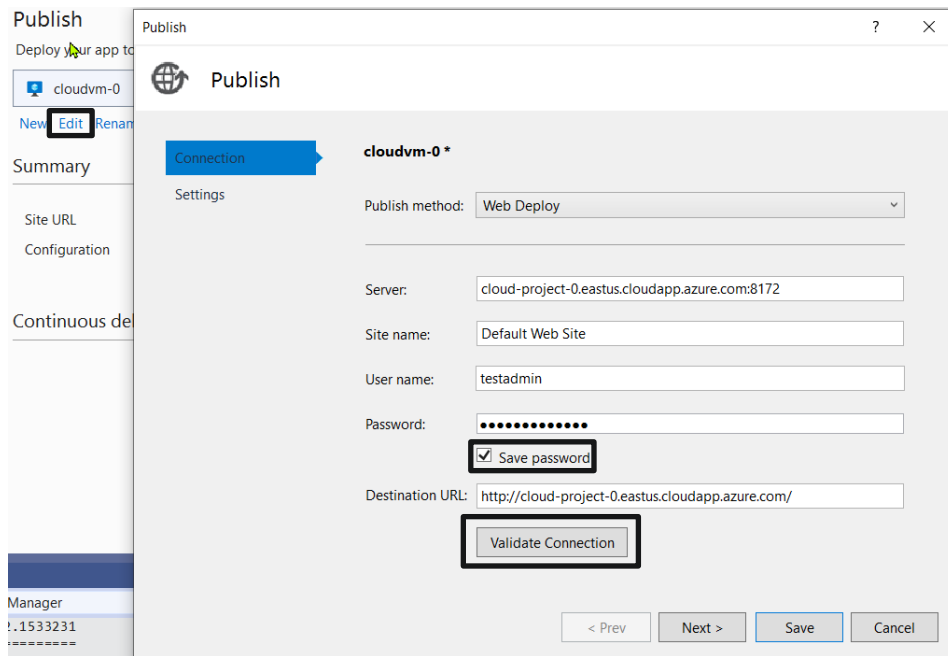 Publish
Deploy your app to
cloudvm-0
New Edit Renam
Summary
Site URL
Configuration
Continuous del
Manager
2.1533231
=========
Publish
?
Publish
Connection
Settings
cloudvm-0 *
Publish method: Web Deploy
Server: cloud-project-0.eastus.cloudapp.azure.com:8172
Site name: Default Web Site
User name: testadmin
Password: •••••••••••••
Save password
Destination URL: http://cloud-project-0.eastus.cloudapp.azure.com/
Validate Connection
< Prev Next > Save Cancel